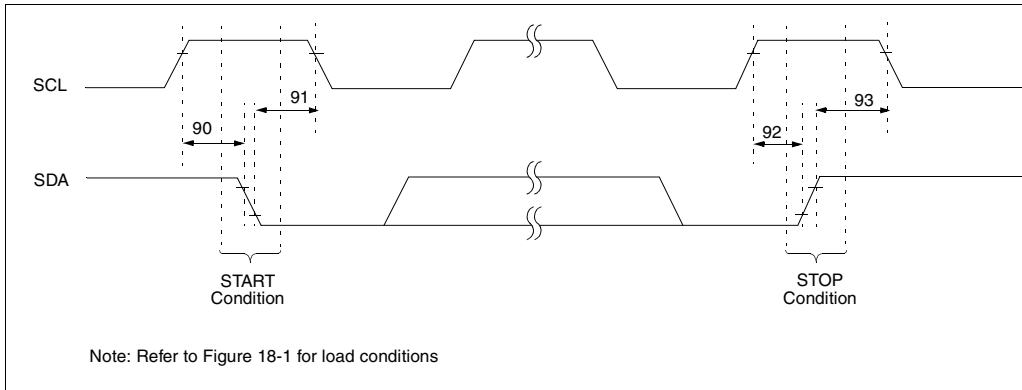 SCL
91
93
90
92
SDA
START
Condition
STOP
Condition
Note: Refer to Figure 18-1 for load conditions